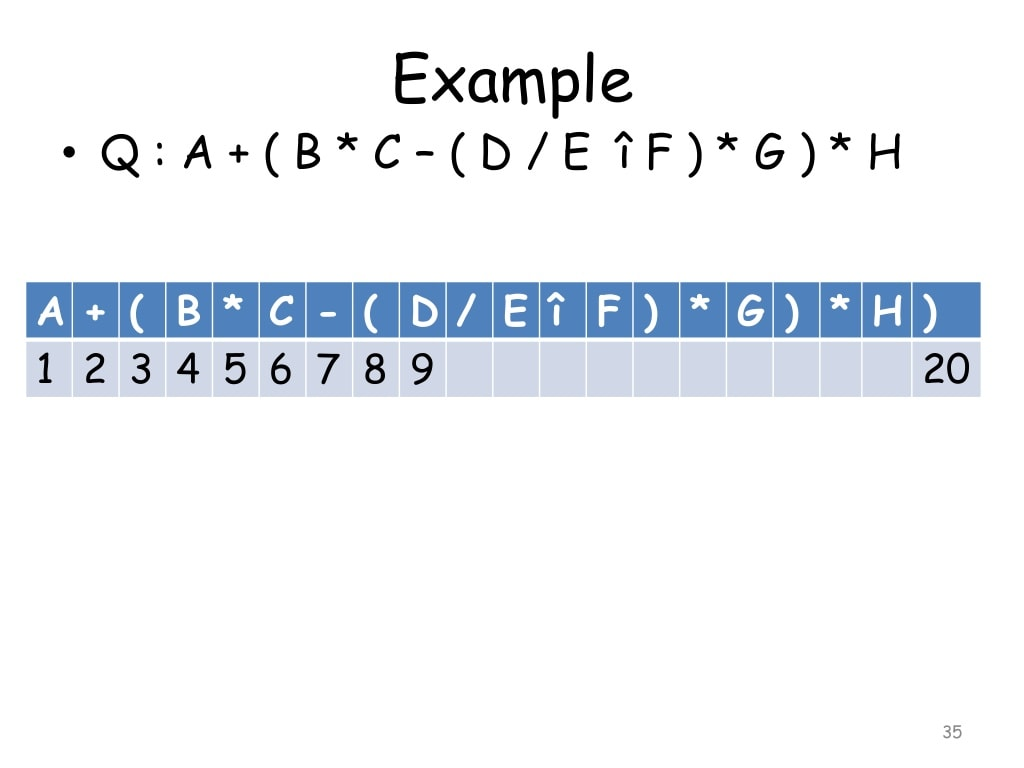 Example
• Q : A + ( B * C – ( D / E î F ) * G ) * H
A + ( B * C - ( D / E î F ) * G ) * H )
1 2 3 4 5 6 7 8 9 20
35